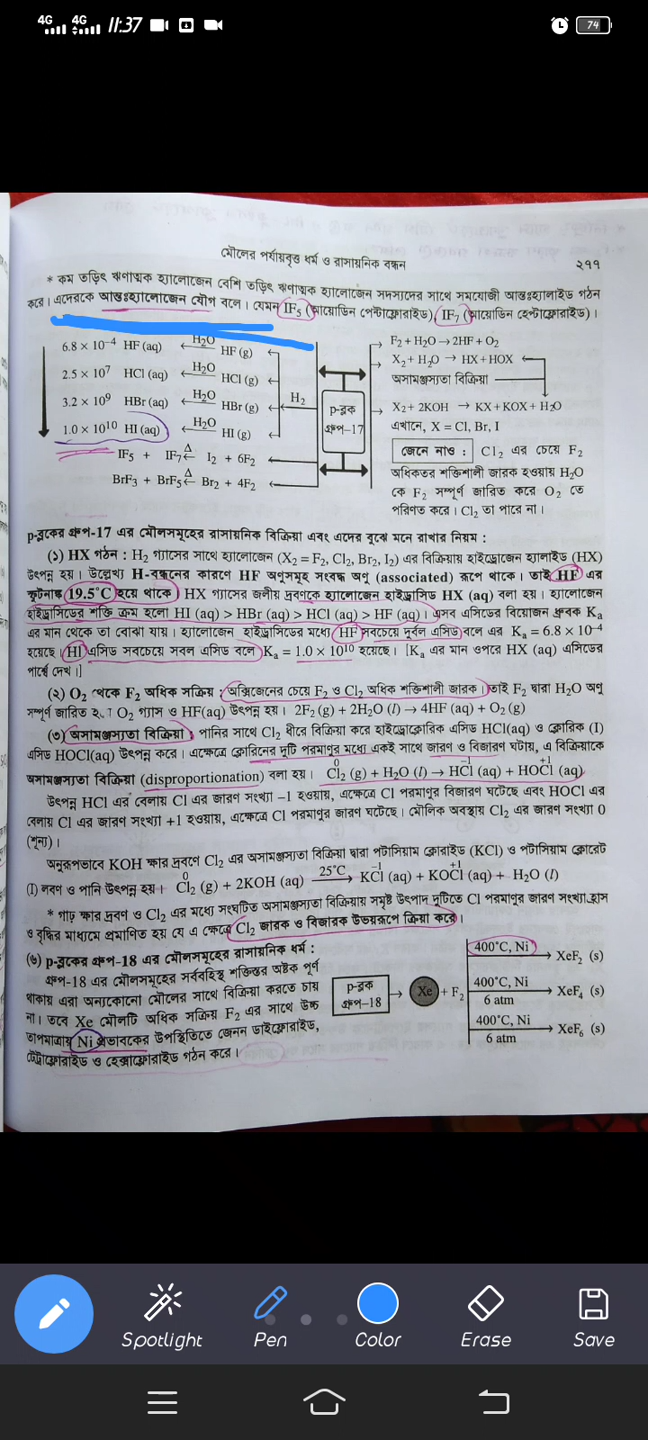 4G 4G 11:37 74
মৌলের পর্যায়বৃত্ত ধর্ম ও রাসায়নিক বন্ধন ২৭৭
* কম তড়িৎ ঋণাত্মক হ্যালোজেন বেশি তড়িৎ ঋণাত্মক হ্যালোজেন সদস্যদের সাথে সমযোজী আন্তঃহ্যালাইড গঠন
করে। এদেরকে আন্তঃহ্যালোজেন যৌগ বলে। যেমন IF₅ (আয়োডিন পেন্টাফ্লোরাইড), IF₇ (আয়োডিন হেপ্টাফ্লোরাইড)।
6.8 × 10⁻⁴ HF (aq) ← H₂O HF (g)
2.5 × 10⁷ HCl (aq) ← H₂O HCl (g)
3.2 × 10⁹ HBr (aq) ← H₂O HBr (g)
1.0 × 10¹⁰ HI (aq) ← H₂O HI (g)
H₂
IF₅ + IF₇ ←Δ I₂ + 6F₂
BrF₃ + BrF₅ ←Δ Br₂ + 4F₂
p-ব্লক
গ্রুপ-17
F₂ + H₂O → 2HF + O₂
X₂ + H₂O → HX + HOX
অসামঞ্জস্যতা বিক্রিয়া
X₂ + 2KOH → KX + KOX + H₂O
এখানে, X = Cl, Br, I
জেনে নাও : Cl₂ এর চেয়ে F₂
অধিকতর শক্তিশালী জারক হওয়ায় H₂O
কে F₂ সম্পূর্ণ জারিত করে O₂ তে
পরিণত করে। Cl₂ তা পারে না।
p-ব্লকের গ্রুপ-17 এর মৌলসমূহের রাসায়নিক বিক্রিয়া এবং এদের বুঝে মনে রাখার নিয়ম :
(১) HX গঠন : H₂ গ্যাসের সাথে হ্যালোজেন (X₂ = F₂, Cl₂, Br₂, I₂) এর বিক্রিয়ায় হাইড্রোজেন হ্যালাইড (HX)
উৎপন্ন হয়। উল্লেখ্য H-বন্ধনের কারণে HF অণুসমূহ সংবদ্ধ অণু (associated) রূপে থাকে। তাই HF এর
স্ফুটনাঙ্ক 19.5°C হয়ে থাকে। HX গ্যাসের জলীয় দ্রবণকে হ্যালোজেন হাইড্রাসিড HX (aq) বলা হয়। হ্যালোজেন
হাইড্রাসিডের শক্তি ক্রম হলো HI (aq) > HBr (aq) > HCl (aq) > HF (aq)। এসব এসিডের বিয়োজন ধ্রুবক Kₐ
এর মান থেকে তা বোঝা যায়। হ্যালোজেন হাইড্রাসিডের মধ্যে HF সবচেয়ে দুর্বল এসিড বলে এর Kₐ = 6.8 × 10⁻⁴
হয়েছে। HI এসিড সবচেয়ে সবল এসিড বলে Kₐ = 1.0 × 10¹⁰ হয়েছে। [Kₐ এর মান ওপরে HX (aq) এসিডের
পার্শ্বে দেখ।]
(২) O₂ থেকে F₂ অধিক সক্রিয় : অক্সিজেনের চেয়ে F₂ ও Cl₂ অধিক শক্তিশালী জারক। তাই F₂ দ্বারা H₂O অণু
সম্পূর্ণ জারিত O₂ গ্যাস ও HF(aq) উৎপন্ন হয়। 2F₂ (g) + 2H₂O (l) → 4HF (aq) + O₂ (g)
(৩) অসামঞ্জস্যতা বিক্রিয়া : পানির সাথে Cl₂ ধীরে বিক্রিয়া করে হাইড্রোক্লোরিক এসিড HCl(aq) ও ক্লোরিক (I)
এসিড HOCl(aq) উৎপন্ন করে। এক্ষেত্রে ক্লোরিনের দুটি পরমাণুর মধ্যে একই সাথে জারণ ও বিজারণ ঘটায়, এ বিক্রিয়াকে
অসামঞ্জস্যতা বিক্রিয়া (disproportionation) বলা হয়। Cl₂⁰ (g) + H₂O (l) → HCl⁻¹ (aq) + HOCl⁺¹ (aq)
উৎপন্ন HCl এর বেলায় Cl এর জারণ সংখ্যা −1 হওয়ায়, এক্ষেত্রে Cl পরমাণুর বিজারণ ঘটেছে এবং HOCl এর
বেলায় Cl এর জারণ সংখ্যা +1 হওয়ায়, এক্ষেত্রে Cl পরমাণুর জারণ ঘটেছে। মৌলিক অবস্থায় Cl₂ এর জারণ সংখ্যা 0
(শূন্য)।
অনুরূপভাবে KOH ক্ষার দ্রবণে Cl₂ এর অসামঞ্জস্যতা বিক্রিয়া দ্বারা পটাসিয়াম ক্লোরাইড (KCl) ও পটাসিয়াম ক্লোরেট
(I) লবণ ও পানি উৎপন্ন হয়। Cl₂⁰ (g) + 2KOH (aq) —25°C→ KCl⁻¹ (aq) + KOCl⁺¹ (aq) + H₂O (l)
* গাঢ় ক্ষার দ্রবণ ও Cl₂ এর মধ্যে সংঘটিত অসামঞ্জস্যতা বিক্রিয়ায় সৃষ্ট উৎপাদ দুটিতে Cl পরমাণুর জারণ সংখ্যা হ্রাস
ও বৃদ্ধির মাধ্যমে প্রমাণিত হয় যে এ ক্ষেত্রে Cl₂ জারক ও বিজারক উভয়রূপে ক্রিয়া করে।
(৬) p-ব্লকের গ্রুপ-18 এর মৌলসমূহের রাসায়নিক ধর্ম :
গ্রুপ-18 এর মৌলসমূহের সর্ববহিস্থ শক্তিস্তর অষ্টক পূর্ণ
থাকায় এরা অন্যকোনো মৌলের সাথে বিক্রিয়া করতে চায়
না। তবে Xe মৌলটি অধিক সক্রিয় F₂ এর সাথে উচ্চ
তাপমাত্রায় Ni প্রভাবকের উপস্থিতিতে জেনন ডাইফ্লোরাইড,
টেট্রাফ্লোরাইড ও হেক্সাফ্লোরাইড গঠন করে।
p-ব্লক
গ্রুপ-18 → Xe + F₂
400°C, Ni → XeF₂ (s)
400°C, Ni 6 atm → XeF₄ (s)
400°C, Ni 6 atm → XeF₆ (s)
Spotlight Pen Color Erase Save